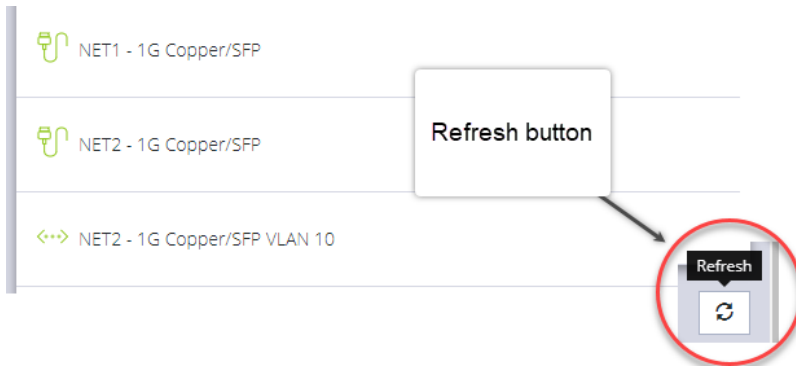 NET1 - 1G Copper/SFP
Refresh button
NET2 - 1G Copper/SFP
NET2 - 1G Copper/SFP VLAN 10
Refresh